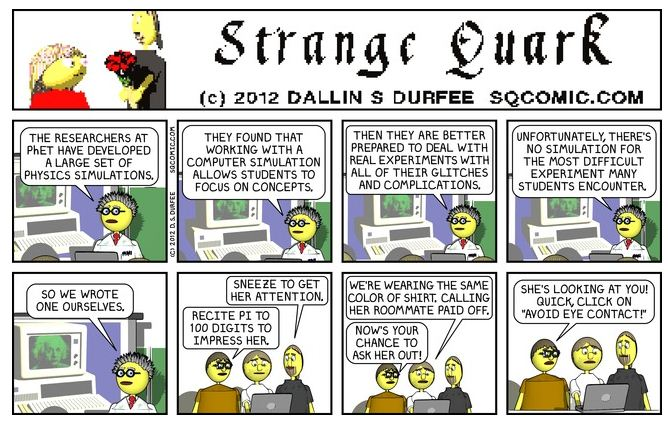 Strange Quark
(c) 2012 DALLIN S DURFEE SQCOMIC.COM
THE RESEARCHERS AT
PhET HAVE DEVELOPED
A LARGE SET OF
PHYSICS SIMULATIONS.
(C) 2012 D. S. DURFEE SQCOMIC.COM
THEY FOUND THAT
WORKING WITH A
COMPUTER SIMULATION
ALLOWS STUDENTS TO
FOCUS ON CONCEPTS.
THEN THEY ARE BETTER
PREPARED TO DEAL WITH
REAL EXPERIMENTS WITH
ALL OF THEIR GLITCHES
AND COMPLICATIONS.
UNFORTUNATELY, THERE'S
NO SIMULATION FOR
THE MOST DIFFICULT
EXPERIMENT MANY
STUDENTS ENCOUNTER.
SO WE WROTE
ONE OURSELVES.
SNEEZE TO GET
HER ATTENTION.
RECITE PI TO
100 DIGITS TO
IMPRESS HER.
WE'RE WEARING THE SAME
COLOR OF SHIRT. CALLING
HER ROOMMATE PAID OFF.
NOW'S YOUR
CHANCE TO
ASK HER OUT!
SHE'S LOOKING AT YOU!
QUICK, CLICK ON
"AVOID EYE CONTACT!"